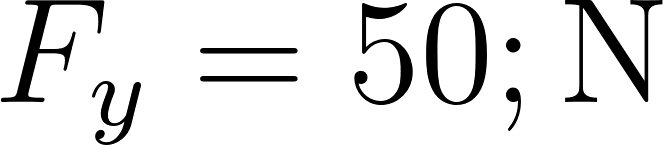 F_y = 50; N